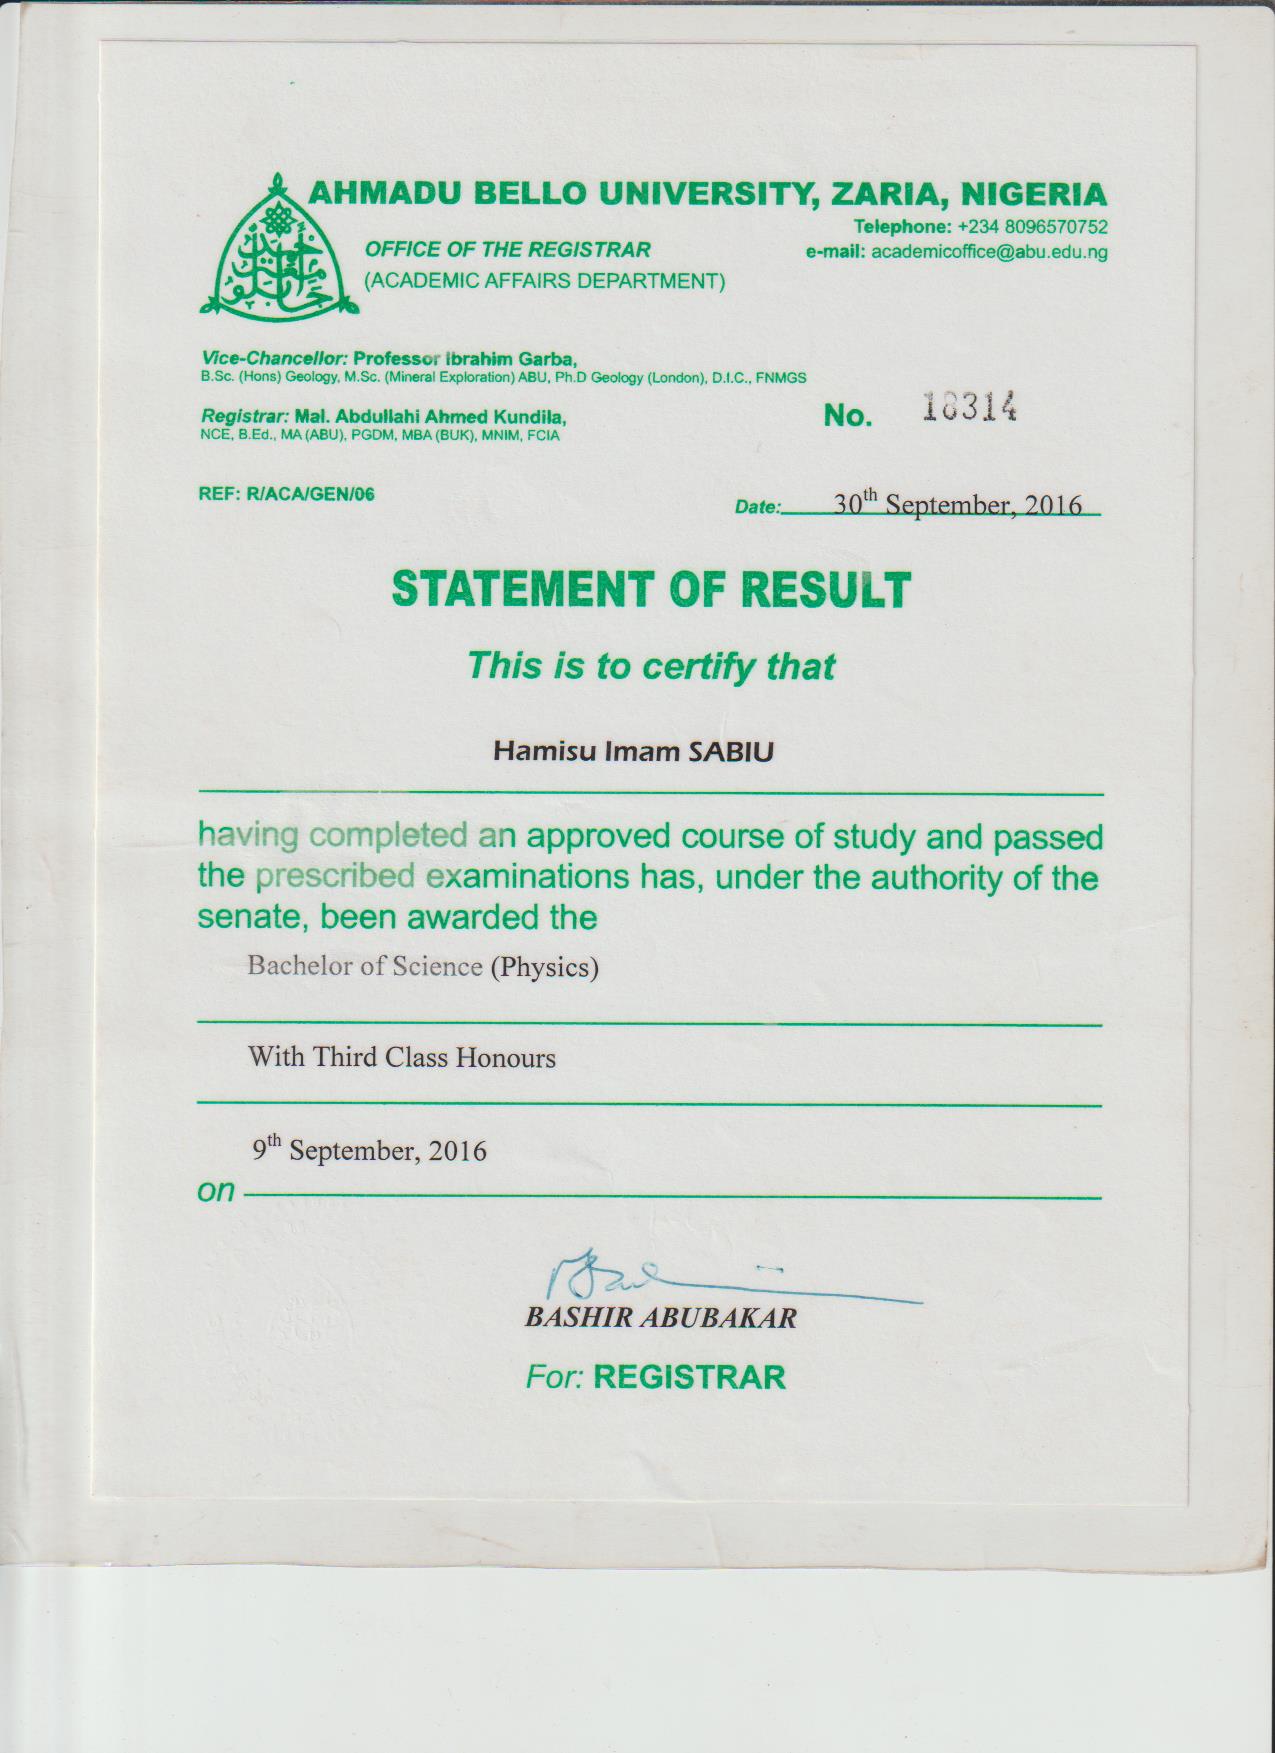 AHMADU BELLO UNIVERSITY, ZARIA, NIGERIA
Telephone: +234 8096570752
OFFICE OF THE REGISTRAR
e-mail: academicoffice@abu.edu.ng
(ACADEMIC AFFAIRS DEPARTMENT)
Vice-Chancellor: Professor Ibrahim Garba,
B.Sc. (Hons) Geology, M.Sc. (Mineral Exploration) ABU, Ph.D Geology (London), D.I.C., FNMGS
Registrar: Mal. Abdullahi Ahmed Kundila,
NCE, B.Ed., MA (ABU), PGDM, MBA (BUK), MNIM, FCIA
No. 18314
REF: R/ACA/GEN/06
Date: 30th September, 2016
STATEMENT OF RESULT
This is to certify that
Hamisu Imam SABIU
having completed an approved course of study and passed
the prescribed examinations has, under the authority of the
senate, been awarded the
Bachelor of Science (Physics)
With Third Class Honours
9th September, 2016
on
BASHIR ABUBAKAR
For: REGISTRAR